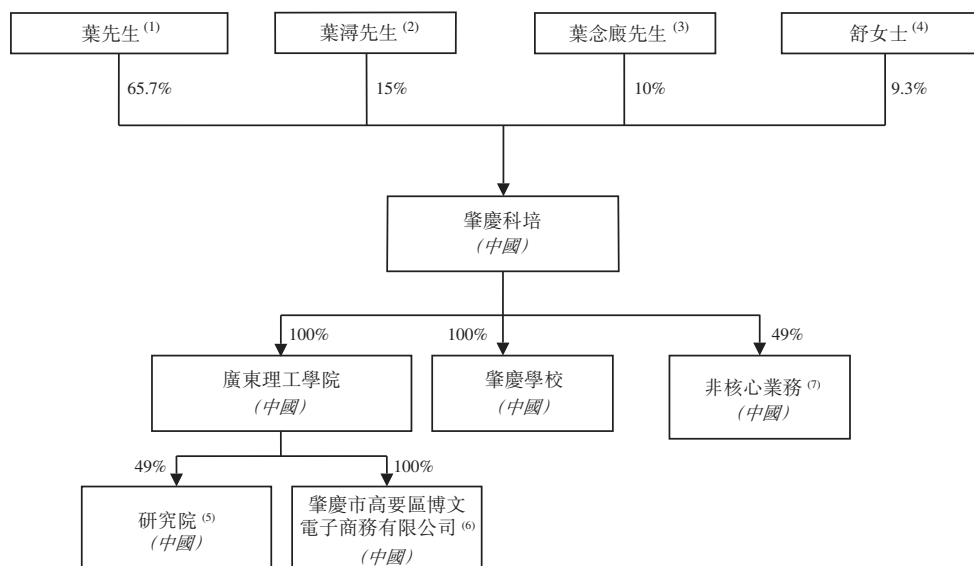 葉先生 (1)
葉潯先生 (2)
葉念廄先生 (3)
舒女士 (4)
65.7%
15%
10%
9.3%
肇慶科培
(中國)
100%
100%
49%
廣東理工學院
(中國)
肇慶學校
(中國)
非核心業務 (7)
(中國)
49%
100%
研究院 (5)
(中國)
肇慶市高要區博文
電子商務有限公司 (6)
(中國)